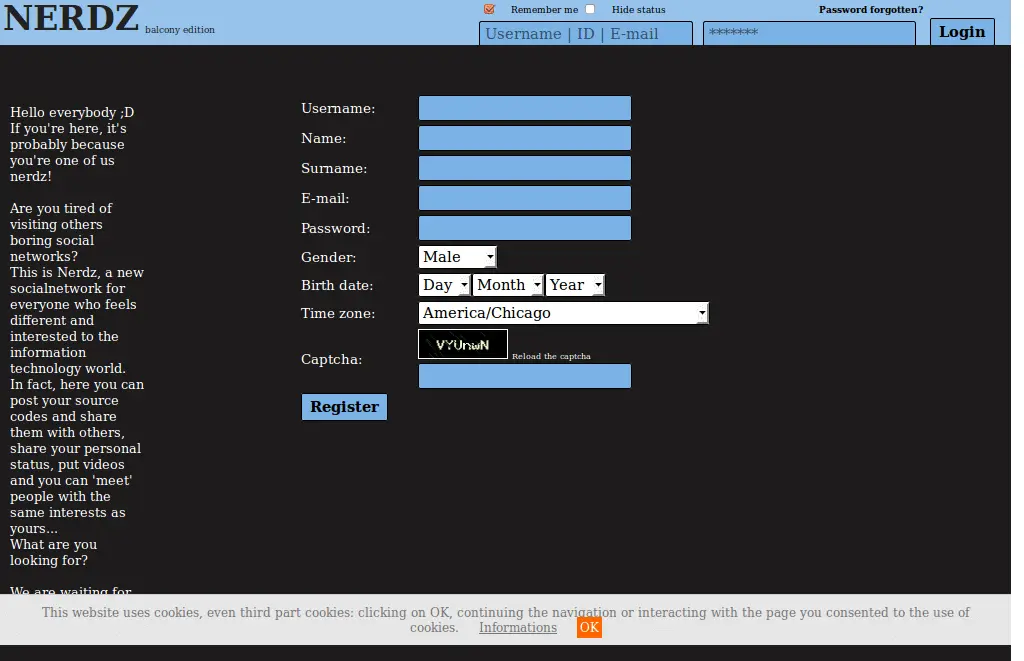 NERDZ balcony edition
Remember me Hide status Password forgotten?
Username | ID | E-mail ******* Login
Hello everybody ;D
If you're here, it's
probably because
you're one of us
nerdz!
Are you tired of
visiting others
boring social
networks?
This is Nerdz, a new
socialnetwork for
everyone who feels
different and
interested to the
information
technology world.
In fact, here you can
post your source
codes and share
them with others,
share your personal
status, put videos
and you can 'meet'
people with the
same interests as
yours...
What are you
looking for?
We are waiting for
Username:
Name:
Surname:
E-mail:
Password:
Gender: Male
Birth date: Day Month Year
Time zone: America/Chicago
Captcha: VYUnwN Reload the captcha
Register
This website uses cookies, even third part cookies: clicking on OK, continuing the navigation or interacting with the page you consented to the use of
cookies. Informations OK